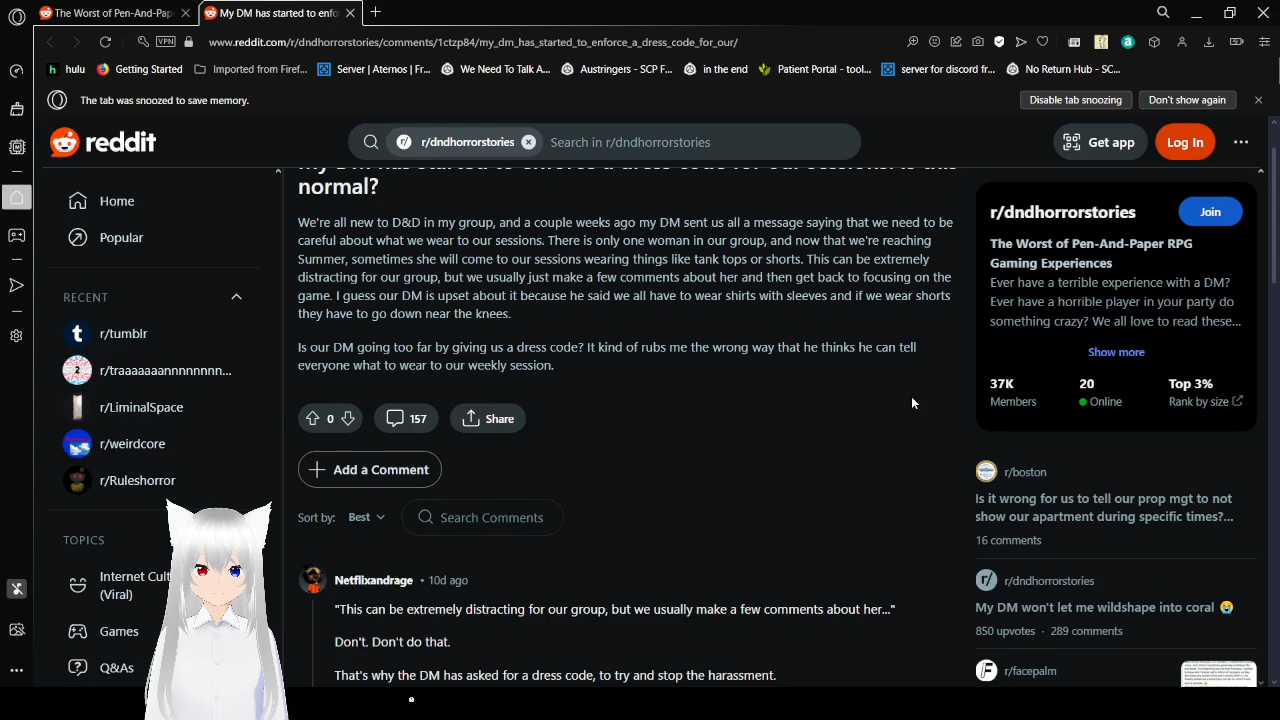 The Worst of Pen-And-Pap
My DM has started to enfo
VPN
www.reddit.com/r/dndhorrorstories/comments/1ctzp84/my_dm_has_started_to_enforce_a_dress_code_for_our/
hulu
Getting Started
Imported from Firef...
Server | Aternos | Fr...
We Need To Talk A...
Austringers - SCP F...
in the end
Patient Portal - tool...
server for discord fr...
No Return Hub - SC...
The tab was snoozed to save memory.
Disable tab snoozing
Don't show again
reddit
r/dndhorrorstories
Search in r/dndhorrorstories
Get app
Log In
Home
Popular
RECENT
r/tumblr
r/traaaaaaannnnnnnn...
r/LiminalSpace
r/weirdcore
r/Ruleshorror
TOPICS
Internet Cult
(Viral)
Games
Q&As
My DM has started to enforce a dress code for our sessions. Is this
normal?
We're all new to D&D in my group, and a couple weeks ago my DM sent us all a message saying that we need to be
careful about what we wear to our sessions. There is only one woman in our group, and now that we're reaching
Summer, sometimes she will come to our sessions wearing things like tank tops or shorts. This can be extremely
distracting for our group, but we usually just make a few comments about her and then get back to focusing on the
game. I guess our DM is upset about it because he said we all have to wear shirts with sleeves and if we wear shorts
they have to go down near the knees.
Is our DM going too far by giving us a dress code? It kind of rubs me the wrong way that he thinks he can tell
everyone what to wear to our weekly session.
0
157
Share
Add a Comment
Sort by:
Best
Search Comments
Netflixandrage • 10d ago
"This can be extremely distracting for our group, but we usually make a few comments about her..."
Don't. Don't do that.
That's why the DM has asked for a dress code, to try and stop the harassment.
r/dndhorrorstories
Join
The Worst of Pen-And-Paper RPG
Gaming Experiences
Ever have a terrible experience with a DM?
Ever have a horrible player in your party do
something crazy? We all love to read these...
Show more
37K
Members
20
Online
Top 3%
Rank by size
r/boston
Is it wrong for us to tell our prop mgt to not
show our apartment during specific times?...
16 comments
r/dndhorrorstories
My DM won't let me wildshape into coral 😭
850 upvotes · 289 comments
r/facepalm